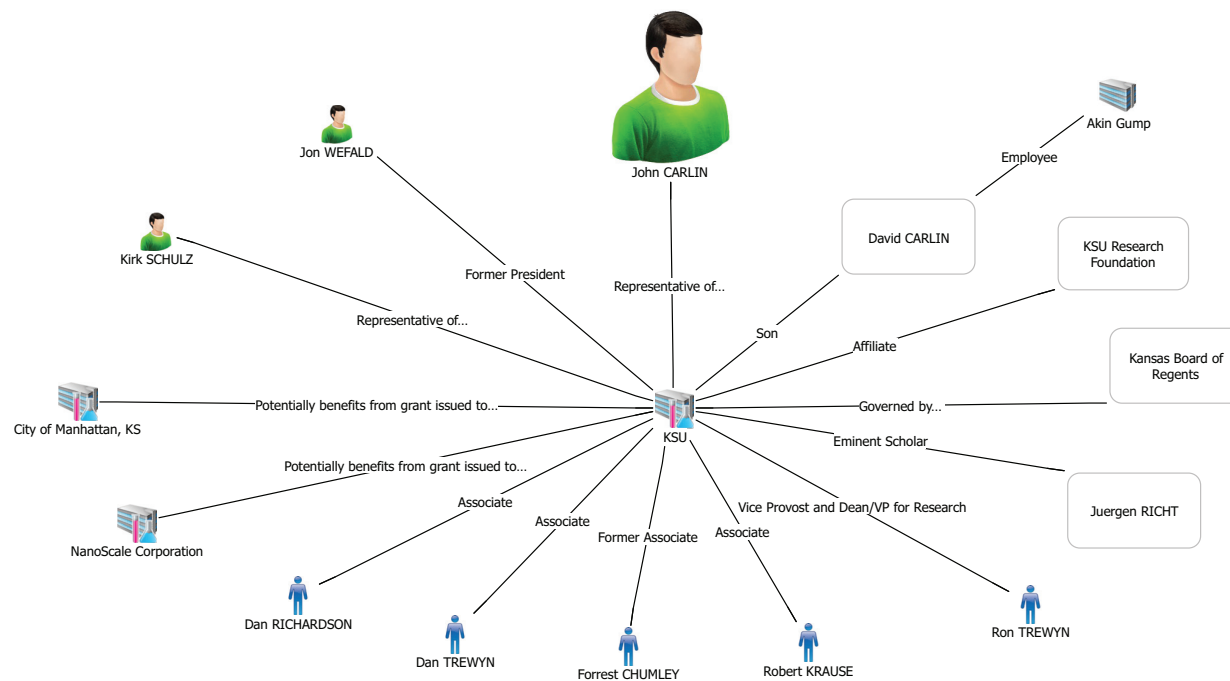 Akin Gump
Jon WEFALD
Employee
John CARLIN
David CARLIN
KSU Research
Foundation
Kirk SCHULZ
Former President
Representative of...
Representative of...
Son
Affiliate
Kansas Board of
Regents
Potentially benefits from grant issued to...
Governed by...
City of Manhattan, KS
KSU
Eminent Scholar
Potentially benefits from grant issued to...
Associate
Vice Provost and Dean/VP for Research
Juergen RICHT
Associate
Former Associate
Associate
NanoScale Corporation
Dan RICHARDSON
Ron TREWYN
Dan TREWYN
Forrest CHUMLEY
Robert KRAUSE